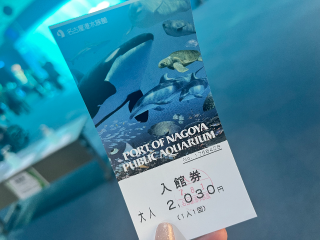 名古屋港水族館
PORT OF NAGOYA
PUBLIC AQUARIUM
入館券
大人 2,030円
(1人1回)